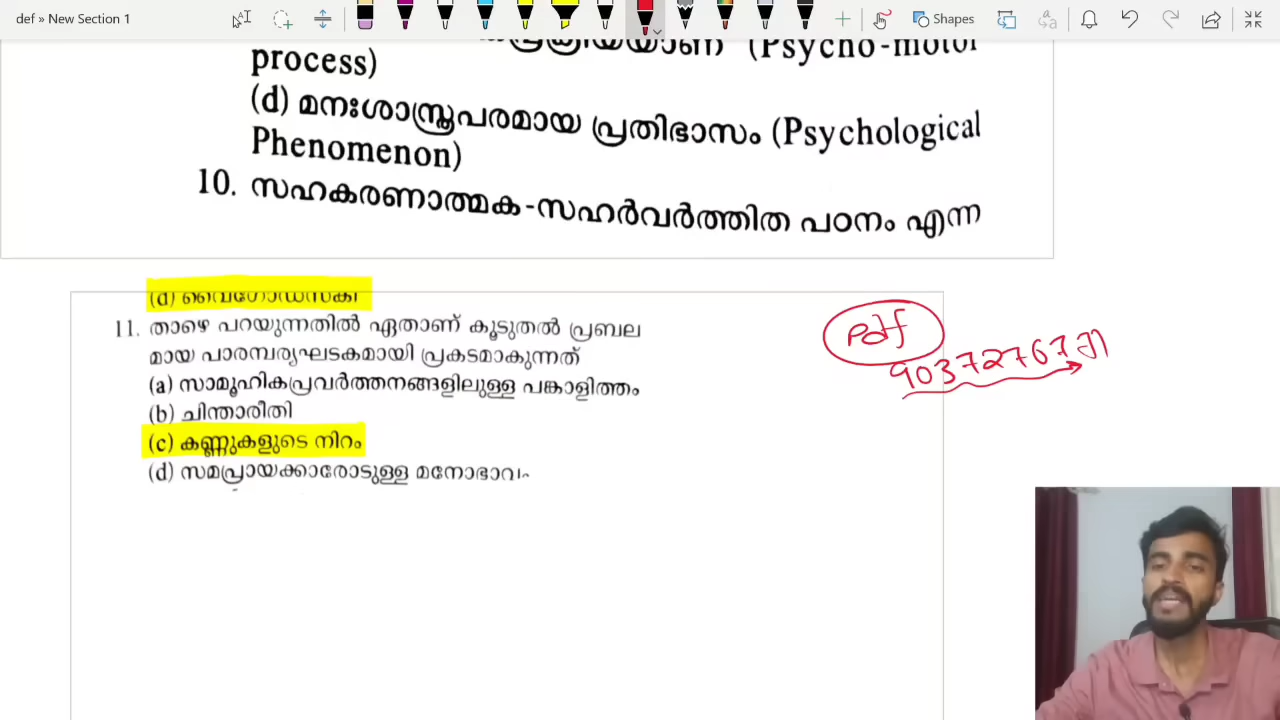 def » New Section 1
Shapes
(Psycho-motor
process)
(d) മനഃശാസ്ത്രപരമായ പ്രതിഭാസം (Psychological
Phenomenon)
10. സഹകരണാത്മക-സഹർവർത്തിത പഠനം എന്ന
(d) വൈഗോഡ്സ്കി
11. താഴെ പറയുന്നതിൽ ഏതാണ് കൂടുതൽ പ്രബല
മായ പാരമ്പര്യഘടകമായി പ്രകടമാകുന്നത്
(a) സാമൂഹികപ്രവർത്തനങ്ങളിലുള്ള പങ്കാളിത്തം
(b) ചിന്താരീതി
(c) കണ്ണുകളുടെ നിറം
(d) സമപ്രായക്കാരോടുള്ള മനോഭാവം
Pdf